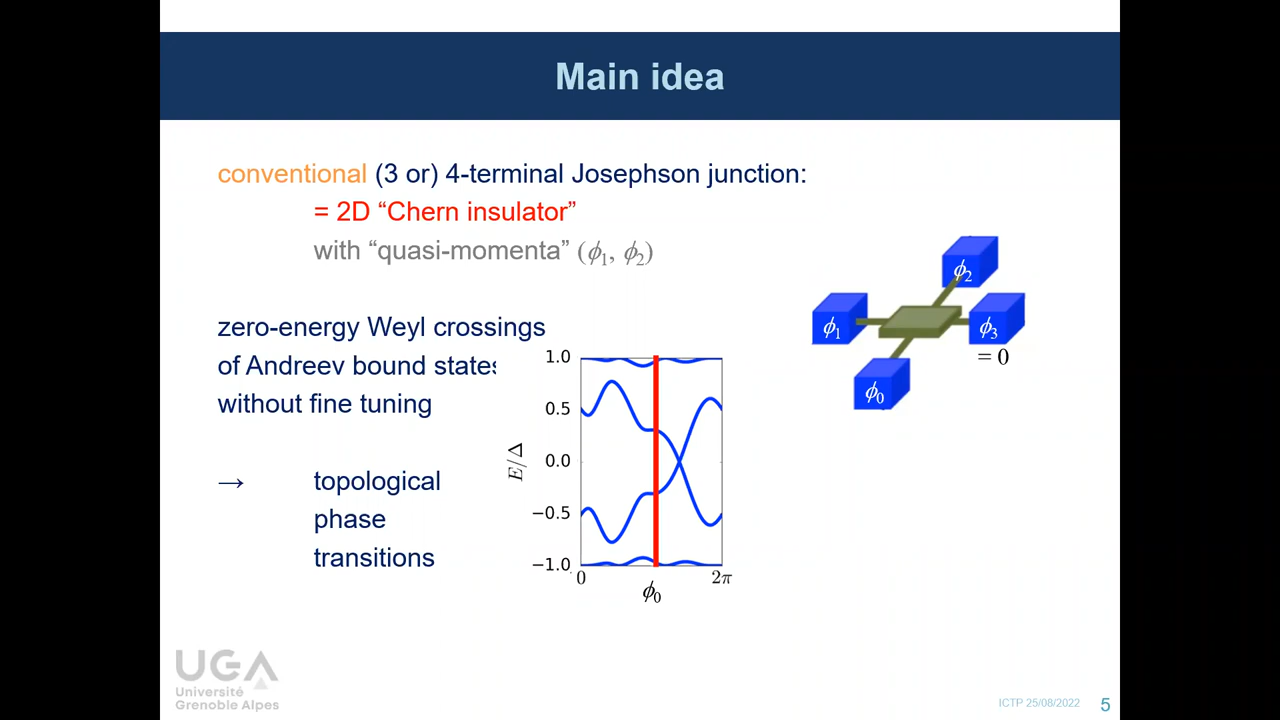 Main idea
conventional (3 or) 4-terminal Josephson junction:
= 2D “Chern insulator”
with “quasi-momenta” (ϕ₁, ϕ₂)
zero-energy Weyl crossings
of Andreev bound states
without fine tuning
→ topological
phase
transitions
1.0
0.5
0.0
−0.5
−1.0
E/Δ
0
2π
ϕ₀
ϕ₂
ϕ₁
ϕ₃
= 0
ϕ₀
UGA
Université
Grenoble Alpes
ICTP 25/08/2022
5